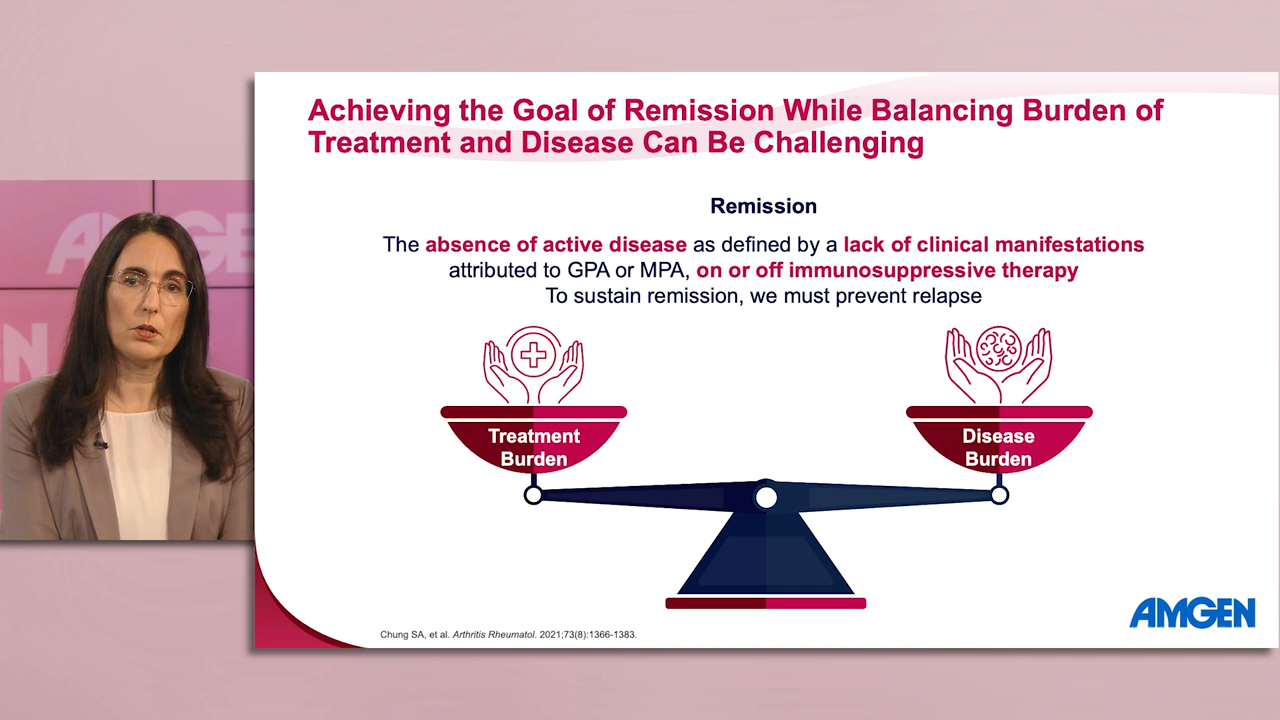 Achieving the Goal of Remission While Balancing Burden of
Treatment and Disease Can Be Challenging
Remission
The absence of active disease as defined by a lack of clinical manifestations
attributed to GPA or MPA, on or off immunosuppressive therapy
To sustain remission, we must prevent relapse
Treatment
Burden
Disease
Burden
AMGEN
Chung SA, et al. Arthritis Rheumatol. 2021;73(8):1366-1383.
AMGE
EN